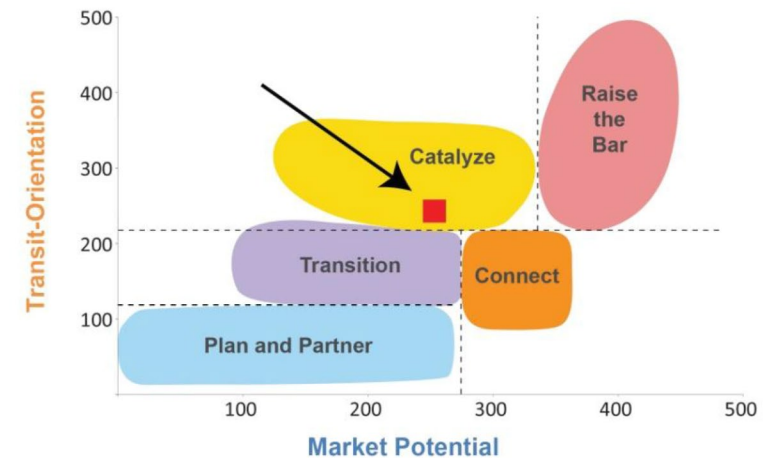 500
400
300
200
100
Transit-Orientation
Raise
the
Bar
Catalyze
Transition
Connect
Plan and Partner
100
200
300
400
500
Market Potential